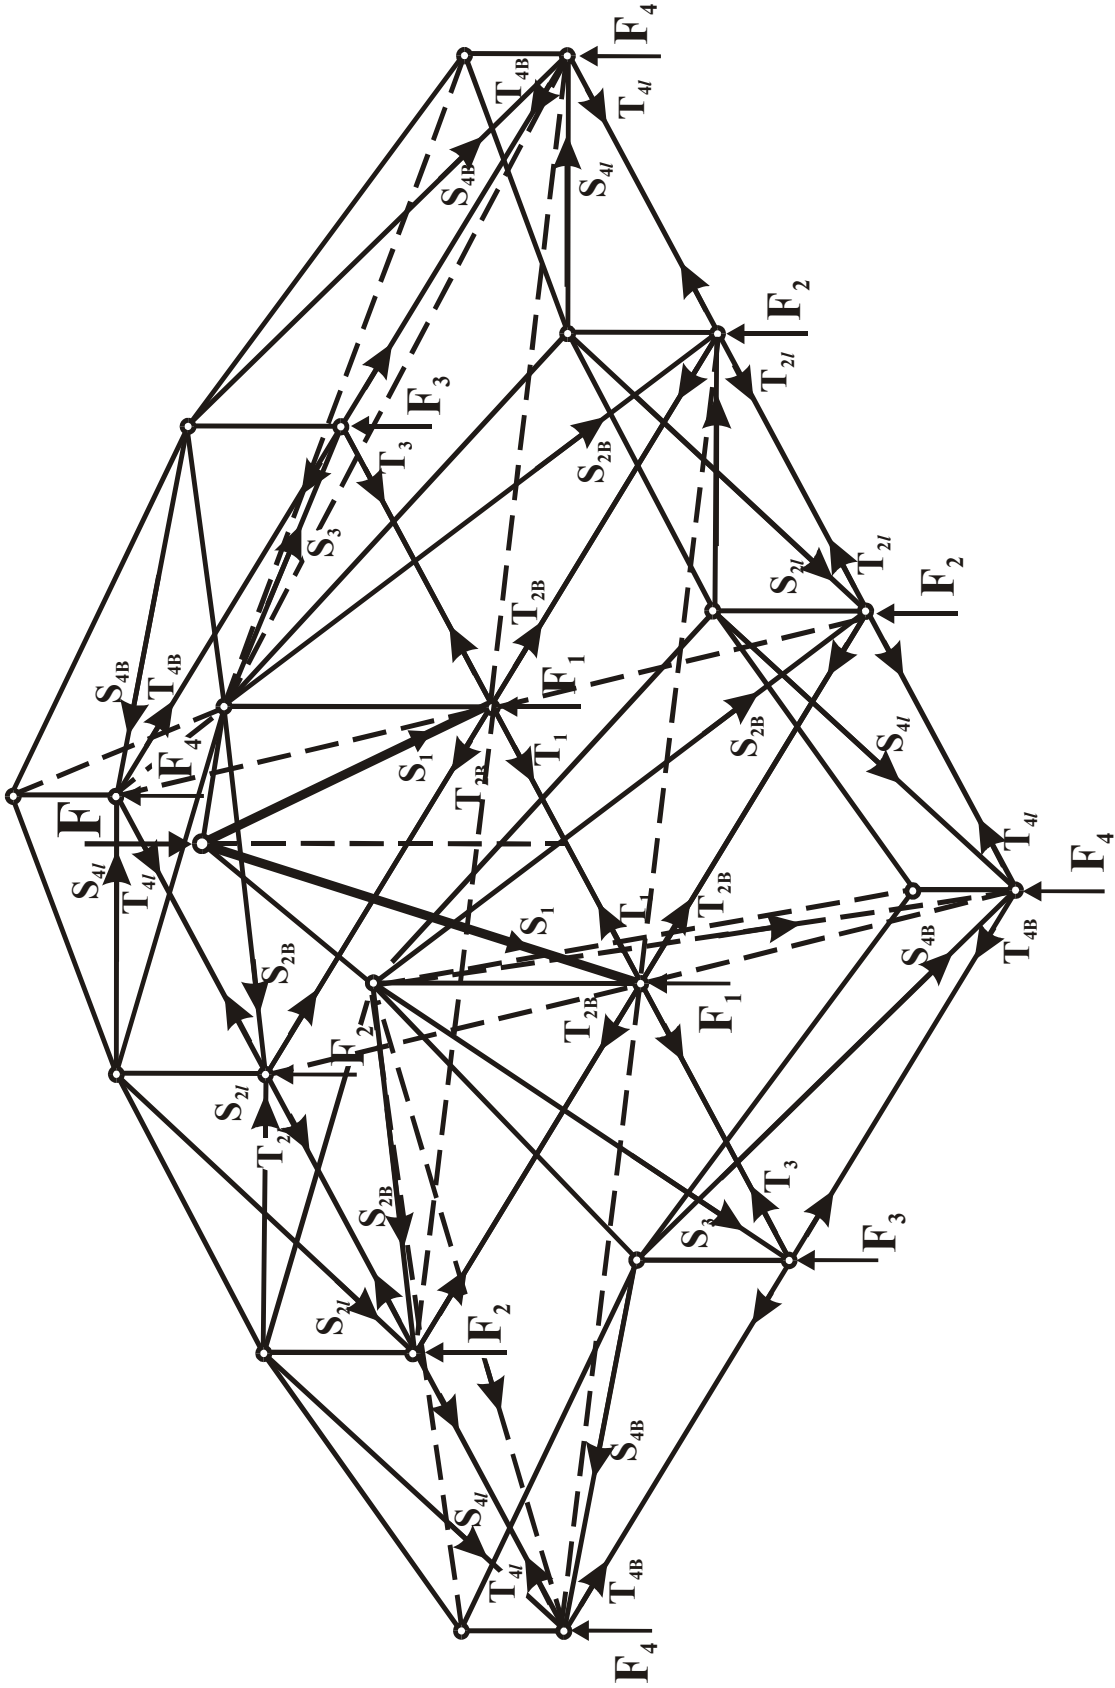 F₄
T₄B
T₄l
S₄B
S₄l
F₂
T₂l
F₃
T₃
S₂B
S₃
T₂l
S₂l
F₂
T₂B
S₄B
T₄B
F₁
S₂B
S₄l
F₄
S₁
T₁
T₂B
F
T₄l
F₄
S₄l
T₄l
T₁
T₂B
S₁
S₄B
T₄B
S₂B
T₂B
F₁
F₂
S₂l
T₂
T₃
S₃
F₃
S₂B
S₂l
F₂
S₄B
S₄l
T₄l
T₄B
F₄